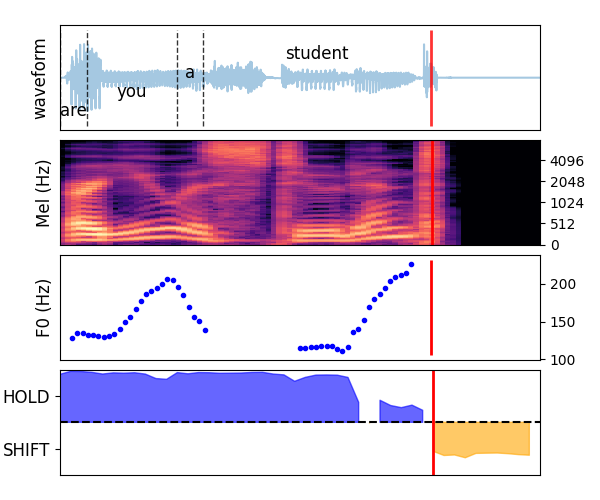 waveform
are
you
a
student
Mel (Hz)
4096
2048
1024
512
0
F0 (Hz)
200
150
100
HOLD
SHIFT